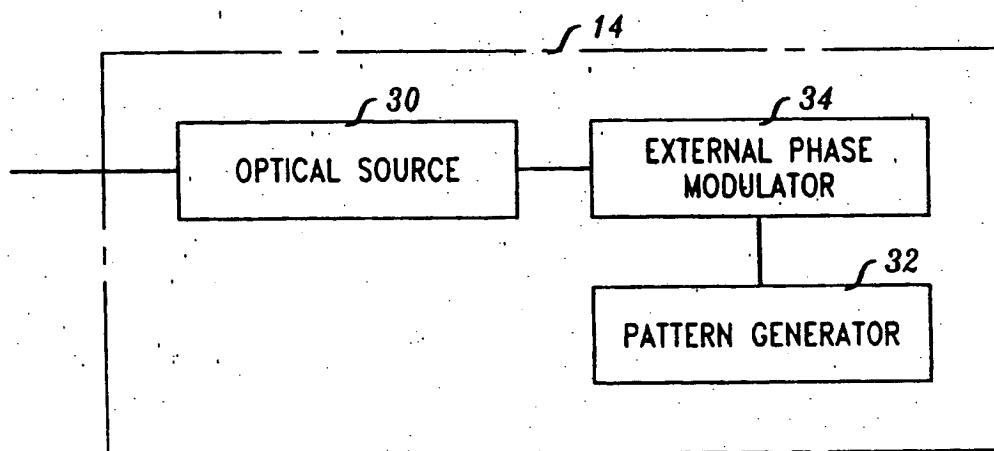 14
30
34
OPTICAL SOURCE
EXTERNAL PHASE
MODULATOR
32
PATTERN GENERATOR